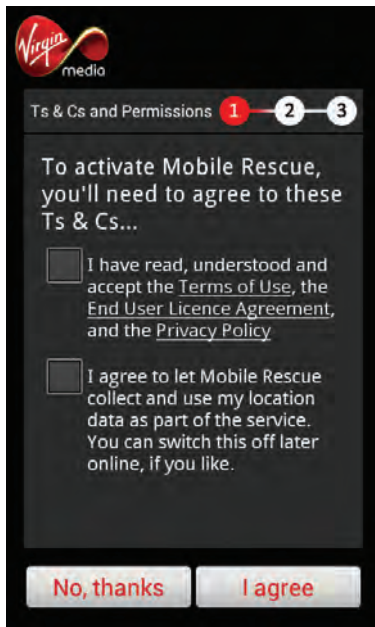 Virgin
media
Ts & Cs and Permissions 1 2 3
To activate Mobile Rescue,
you'll need to agree to these
Ts & Cs...
I have read, understood and
accept the Terms of Use, the
End User Licence Agreement,
and the Privacy Policy
I agree to let Mobile Rescue
collect and use my location
data as part of the service.
You can switch this off later
online, if you like.
No, thanks I agree